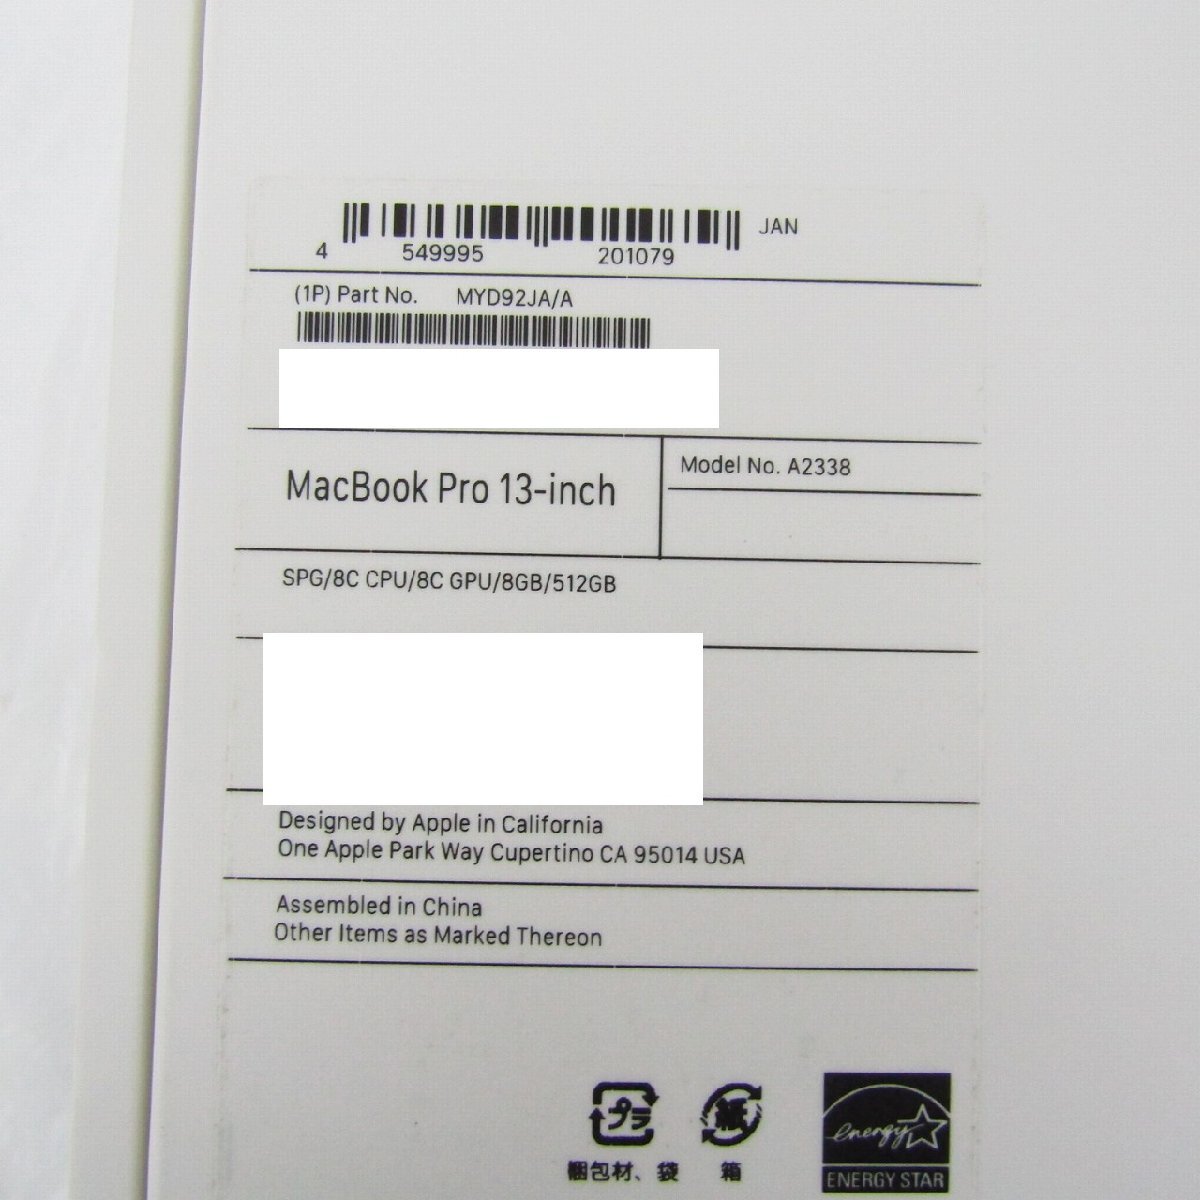 JAN
4 549995 201079
(1P) Part No. MYD92JA/A
MacBook Pro 13-inch
Model No. A2338
SPG/8C CPU/8C GPU/8GB/512GB
Designed by Apple in California
One Apple Park Way Cupertino CA 95014 USA
Assembled in China
Other Items as Marked Thereon
プラ
紙
energy
梱包材、袋
箱
ENERGY STAR